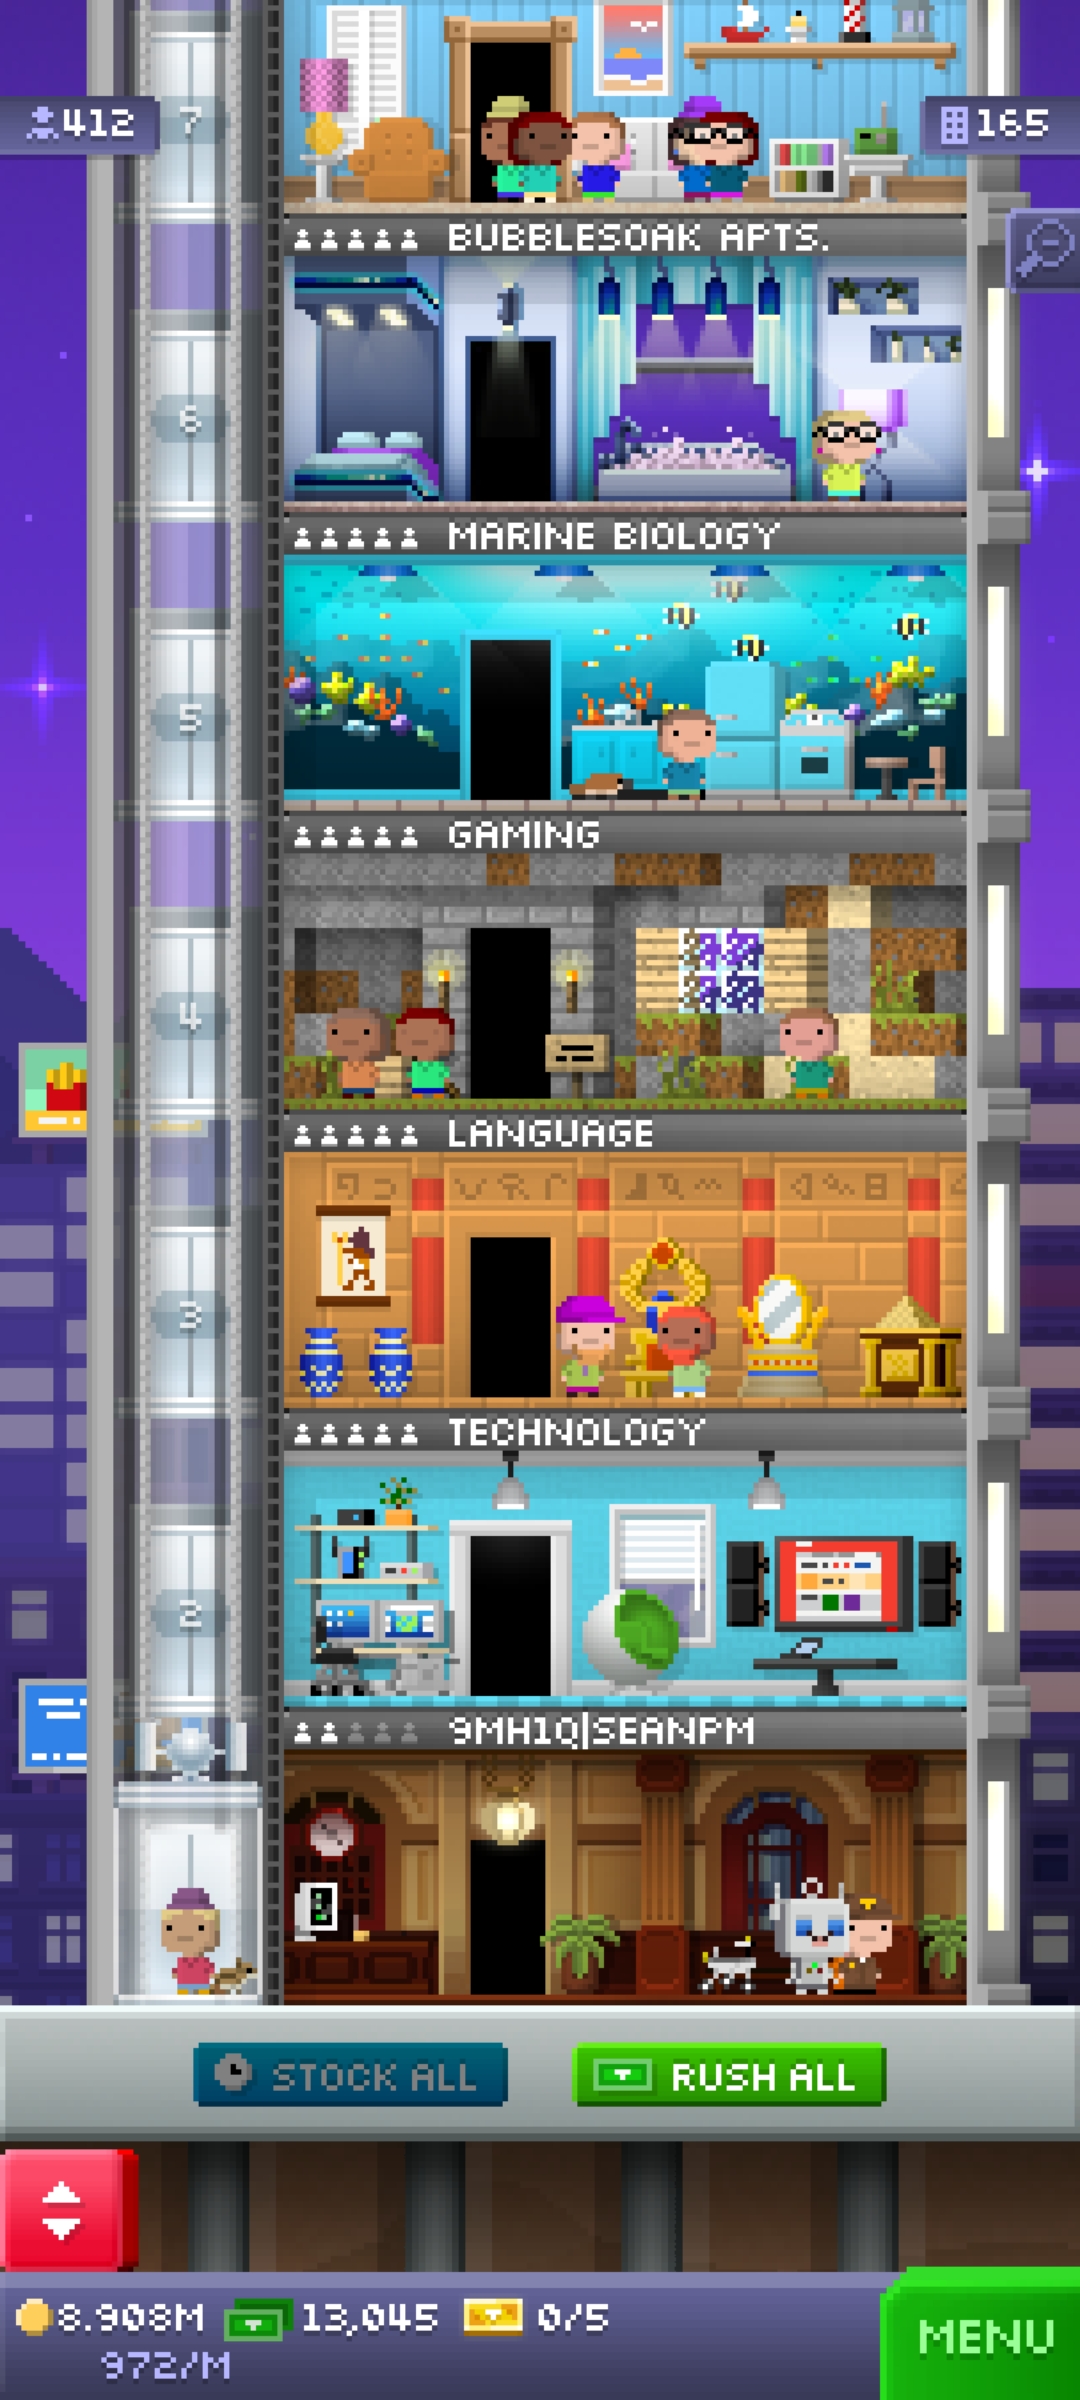 7
412
165
BUBBLESOAK APTS.
6
MARINE BIOLOGY
5
GAMING
4
LANGUAGE
3
TECHNOLOGY
2
9MH1Q|SEANPM
STOCK ALL
RUSH ALL
8.908M
13,045
0/5
972/M
MENU